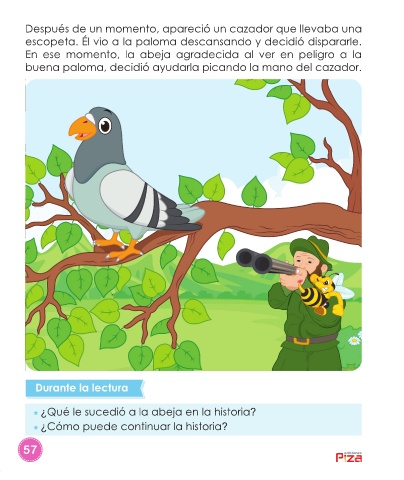 Después de un momento, apareció un cazador que llevaba una
escopeta. Él vio a la paloma descansando y decidió dispararle.
En ese momento, la abeja agradecida al ver en peligro a la
buena paloma, decidió ayudarla picando la mano del cazador.
Durante la lectura
¿Qué le sucedió a la abeja en la historia?
¿Cómo puede continuar la historia?
57
Piza